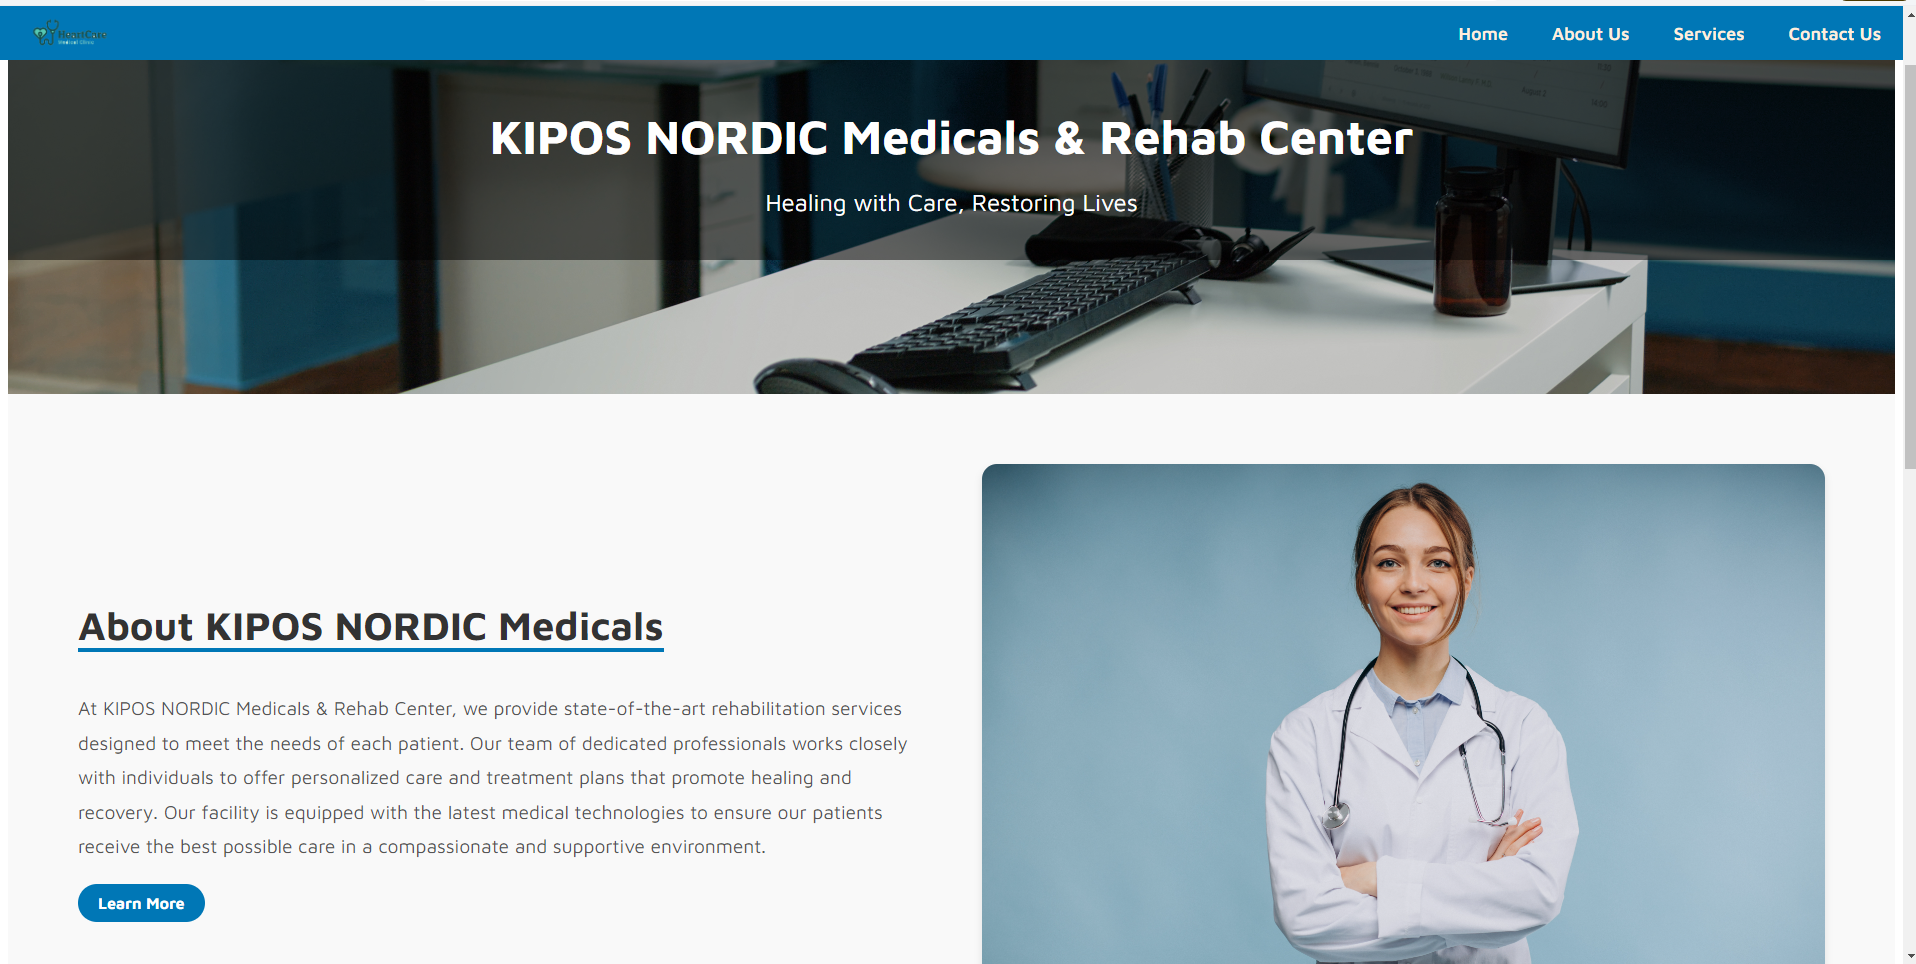 HeartCare
Medical Clinic
Home
About Us
Services
Contact Us
KIPOS NORDIC Medicals & Rehab Center
Healing with Care, Restoring Lives
About KIPOS NORDIC Medicals
At KIPOS NORDIC Medicals & Rehab Center, we provide state-of-the-art rehabilitation services
designed to meet the needs of each patient. Our team of dedicated professionals works closely
with individuals to offer personalized care and treatment plans that promote healing and
recovery. Our facility is equipped with the latest medical technologies to ensure our patients
receive the best possible care in a compassionate and supportive environment.
Learn More